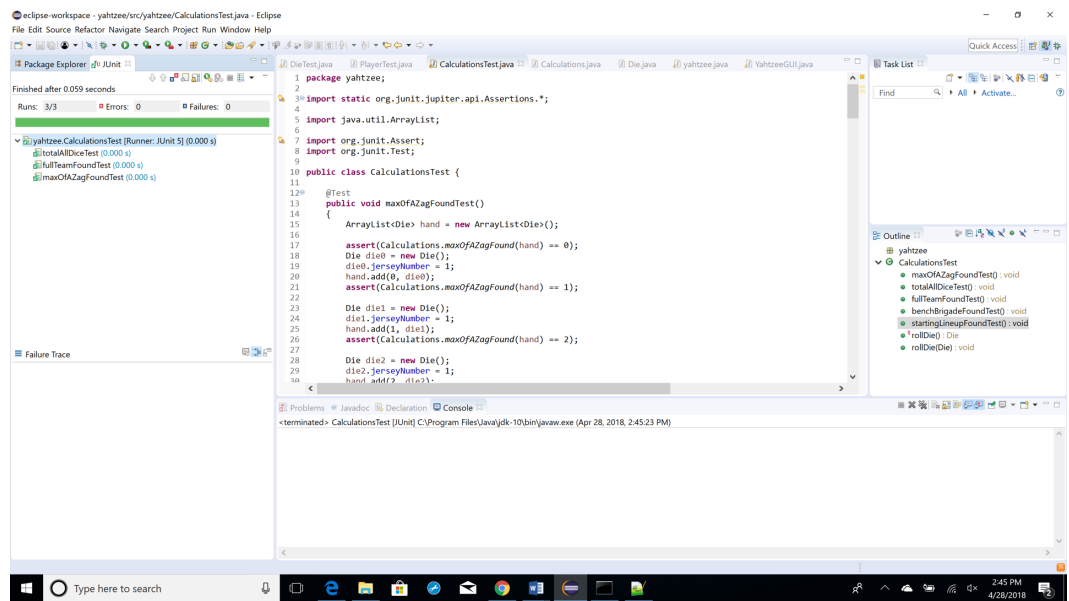 eclipse-workspace - yahtzee/src/yahtzee/CalculationsTest.java - Eclipse
File Edit Source Refactor Navigate Search Project Run Window Help
Quick Access
Package Explorer JUnit
Finished after 0.059 seconds
Runs: 3/3 Errors: 0 Failures: 0
yahtzee.CalculationsTest [Runner: JUnit 5] (0.000 s)
totalAllDiceTest (0.000 s)
fullTeamFoundTest (0.000 s)
maxOfAZagFoundTest (0.000 s)
Failure Trace
DieTest.java PlayerTest.java CalculationsTest.java Calculations.java Die.java yahtzee.java YahtzeeGUI.java
1 package yahtzee;
2
3 import static org.junit.jupiter.api.Assertions.*;
4
5 import java.util.ArrayList;
6
7 import org.junit.Assert;
8 import org.junit.Test;
9
10 public class CalculationsTest {
11
12 @Test
13 public void maxOfAZagFoundTest()
14 {
15 ArrayList<Die> hand = new ArrayList<Die>();
16
17 assert(Calculations.maxOfAZagFound(hand) == 0);
18 Die die0 = new Die();
19 die0.jerseyNumber = 1;
20 hand.add(0, die0);
21 assert(Calculations.maxOfAZagFound(hand) == 1);
22
23 Die die1 = new Die();
24 die1.jerseyNumber = 1;
25 hand.add(1, die1);
26 assert(Calculations.maxOfAZagFound(hand) == 2);
27
28 Die die2 = new Die();
29 die2.jerseyNumber = 1;
30 hand add(2, die2);
Task List
Find All Activate...
Outline
yahtzee
CalculationsTest
maxOfAZagFoundTest() : void
totalAllDiceTest() : void
fullTeamFoundTest() : void
benchBrigadeFoundTest() : void
startingLineupFoundTest() : void
rollDie() : Die
rollDie(Die) : void
Problems Javadoc Declaration Console
<terminated> CalculationsTest [JUnit] C:\Program Files\Java\jdk-10\bin\javaw.exe (Apr 28, 2018, 2:45:23 PM)
Type here to search
2:45 PM
4/28/2018
2